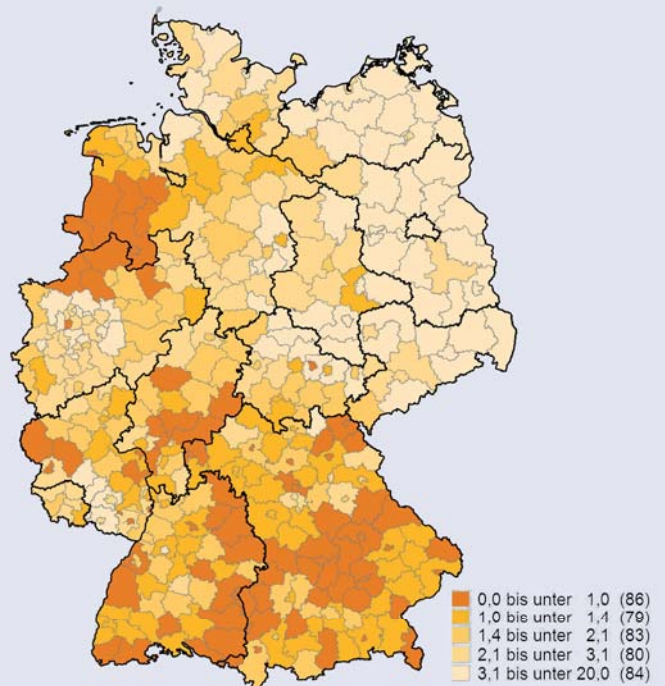 0,0 bis unter 1,0 (86)
1,0 bis unter 1,4 (79)
1,4 bis unter 2,1 (83)
2,1 bis unter 3,1 (80)
3,1 bis unter 20,0 (84)